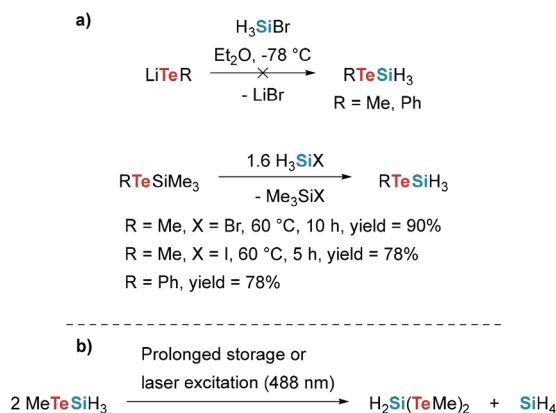 a)
H₃SiBr
Et₂O, -78 °C
LiTeR
RTeSiH₃
- LiBr
R = Me, Ph
1.6 H₃SiX
RTeSiMe₃
RTeSiH₃
- Me₃SiX
R = Me, X = Br, 60 °C, 10 h, yield = 90%
R = Me, X = I, 60 °C, 5 h, yield = 78%
R = Ph, yield = 78%
b)
Prolonged storage or
laser excitation (488 nm)
2 MeTeSiH₃
H₂Si(TeMe)₂ + SiH₄